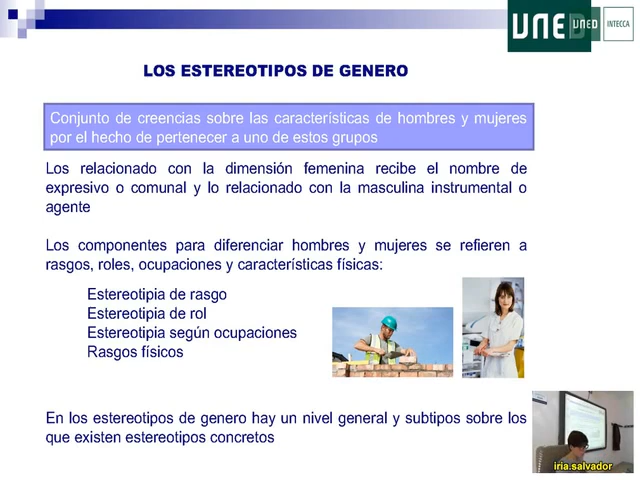 UNED
UNED
INTECCA
LOS ESTEREOTIPOS DE GENERO
Conjunto de creencias sobre las características de hombres y mujeres
por el hecho de pertenecer a uno de estos grupos
Los relacionado con la dimensión femenina recibe el nombre de
expresivo o comunal y lo relacionado con la masculina instrumental o
agente
Los componentes para diferenciar hombres y mujeres se refieren a
rasgos, roles, ocupaciones y características físicas:
Estereotipia de rasgo
Estereotipia de rol
Estereotipia según ocupaciones
Rasgos físicos
En los estereotipos de genero hay un nivel general y subtipos sobre los
que existen estereotipos concretos
iria.salvador